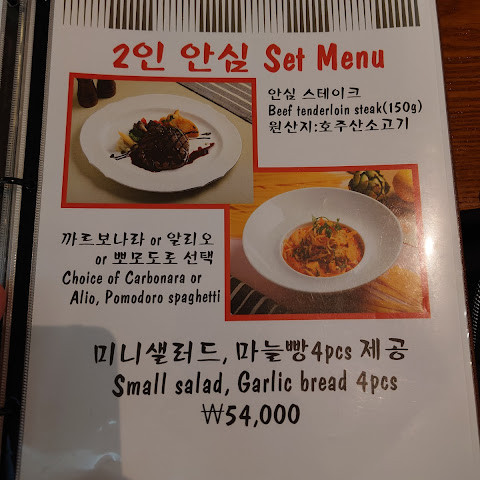 2인 안심 Set Menu
안심 스테이크
Beef tenderloin steak(150g)
원산지:호주산소고기
까르보나라 or 알리오
or 뽀모도로 선택
Choice of Carbonara or
Alio, Pomodoro spaghetti
미니샐러드, 마늘빵4pcs 제공
Small salad, Garlic bread 4pcs
₩54,000